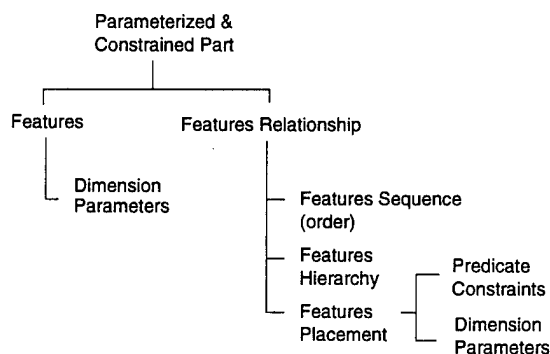 Parameterized &
Constrained Part
Features
Features Relationship
Dimension
Parameters
Features Sequence
(order)
Features
Hierarchy
Predicate
Constraints
Features
Placement
Dimension
Parameters